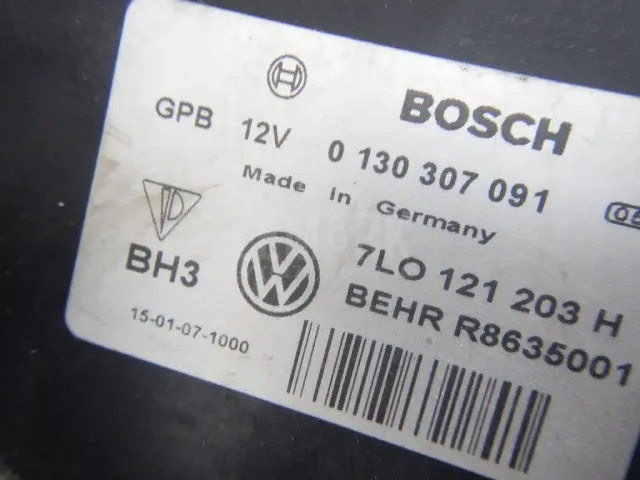 BOSCH
GPB 12V 0 130 307 091
Made in Germany
7L0 121 203 H
BH3
BEHR R8635001
15-01-07-1000